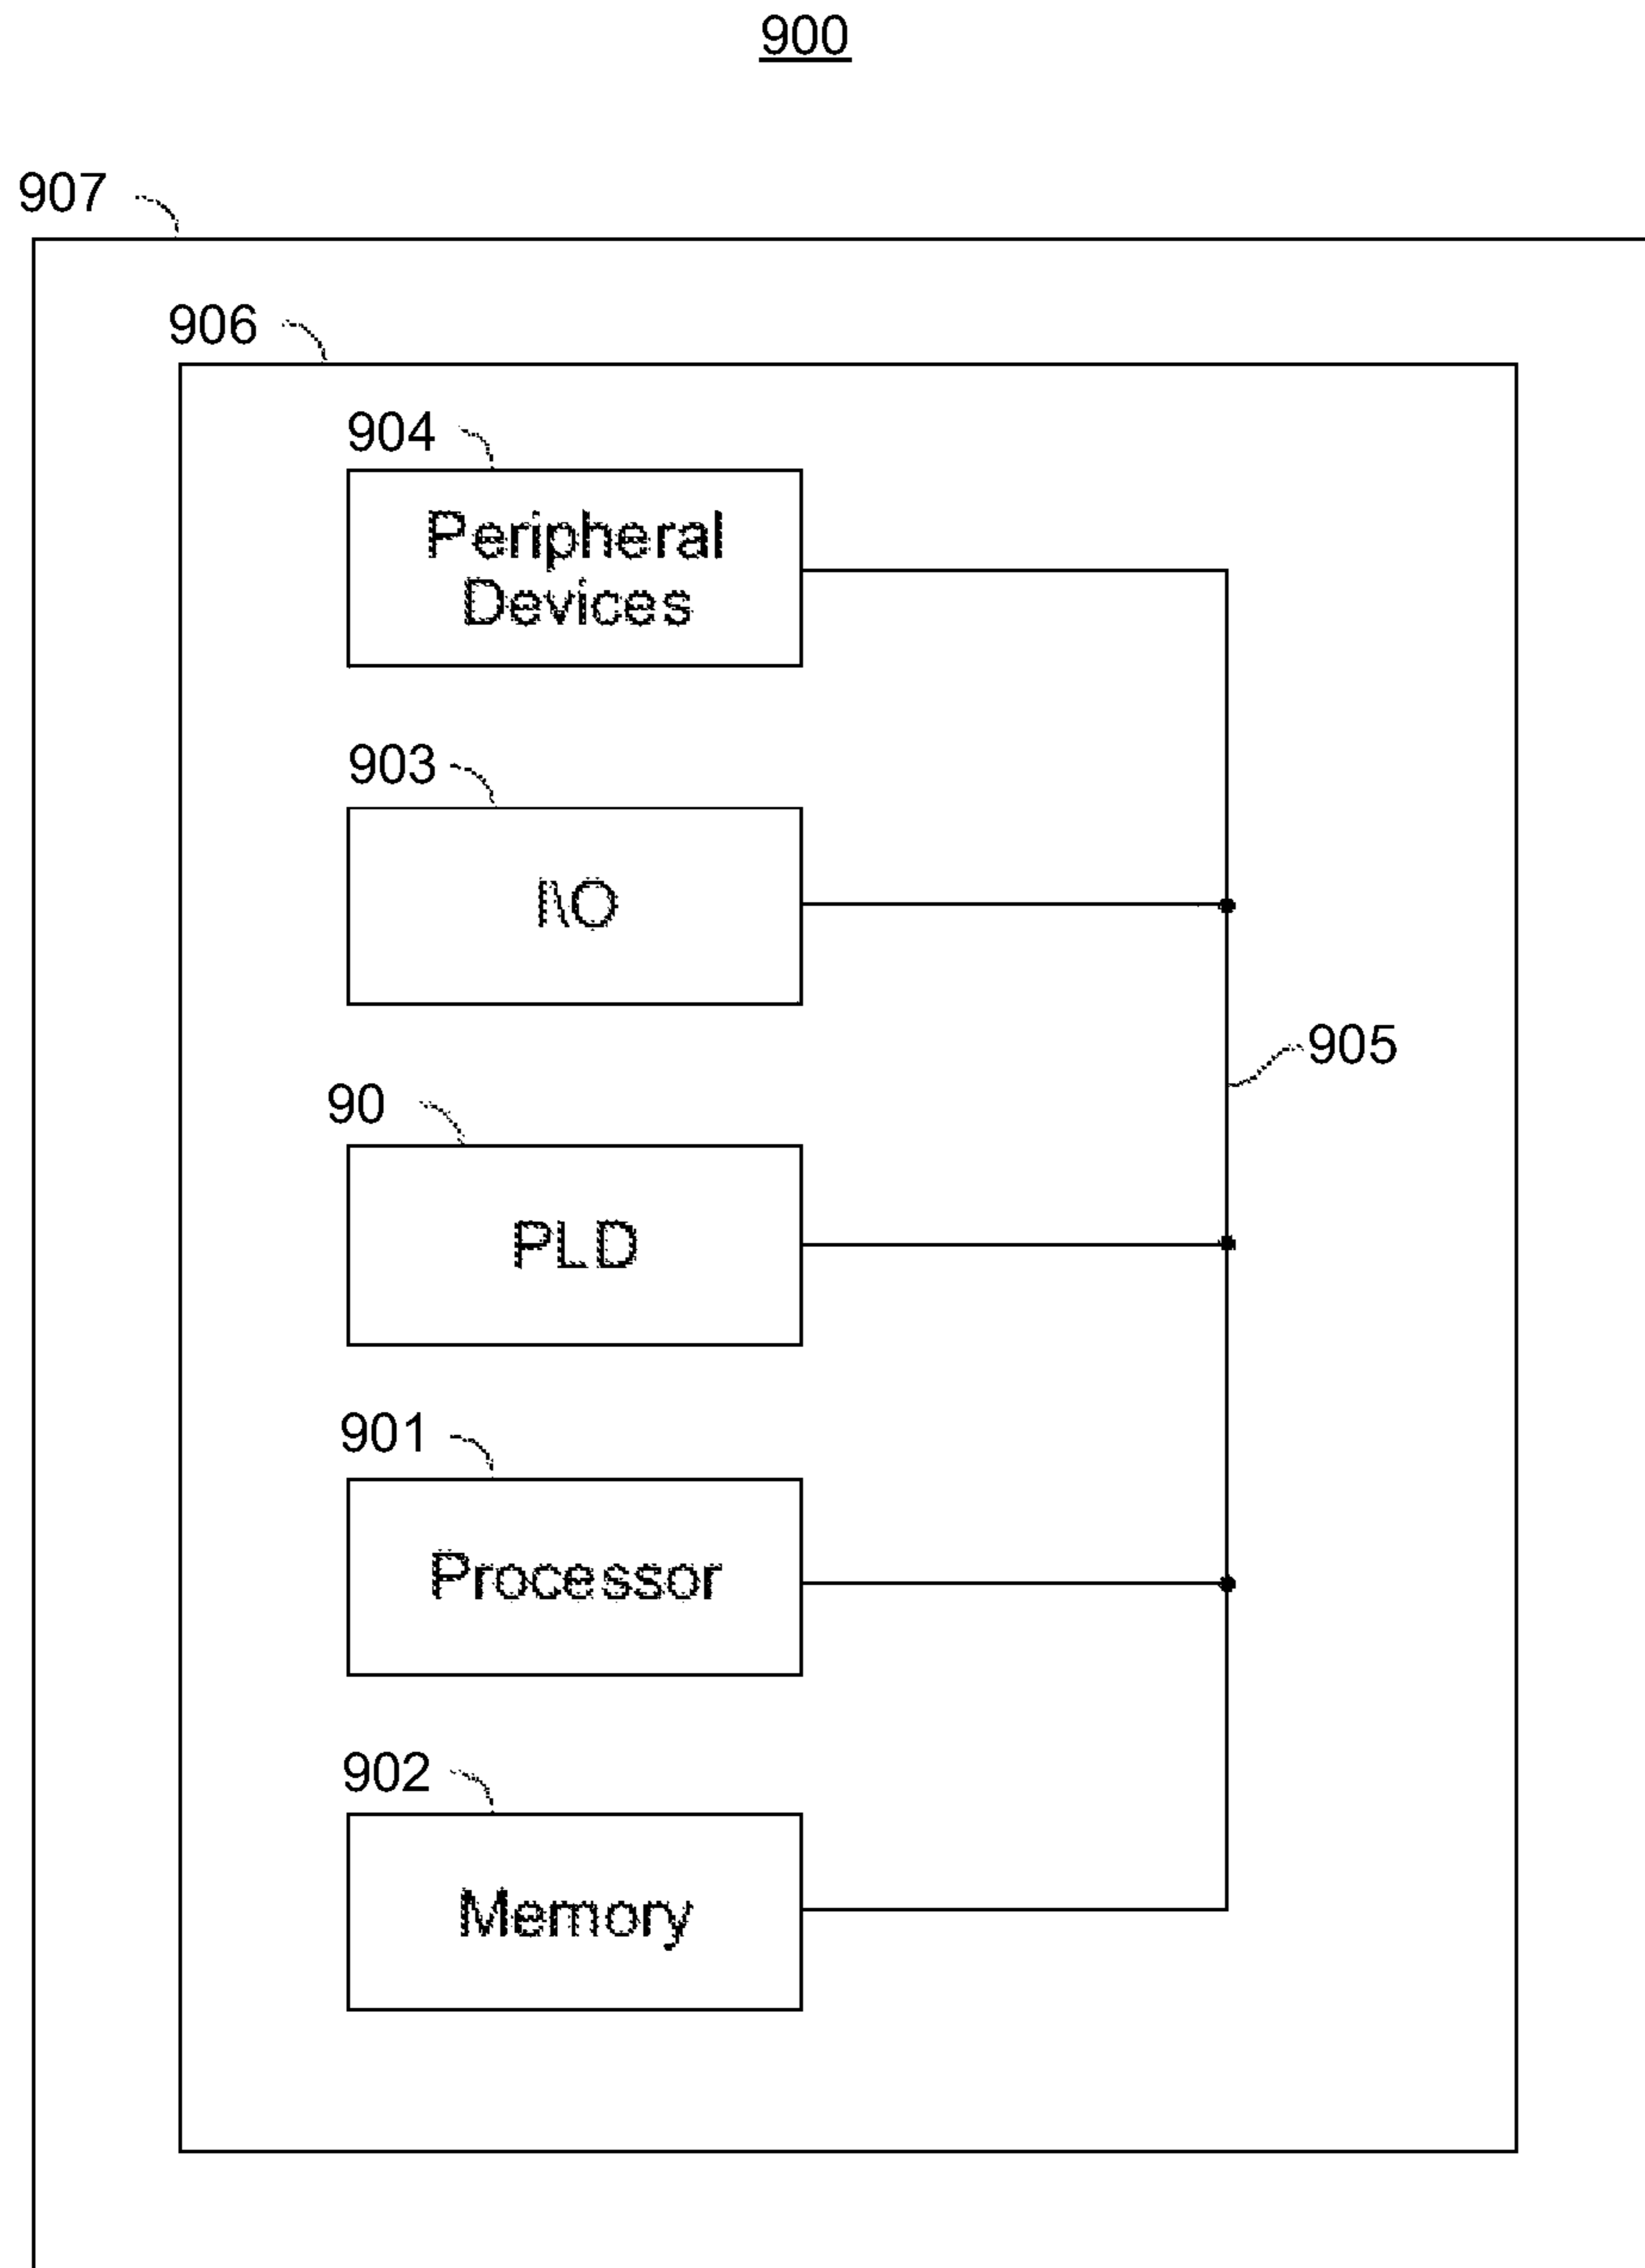 900
907
906
904
Peripheral
Devices
903
I\O
905
90
PLD
901
Processor
902
Memory